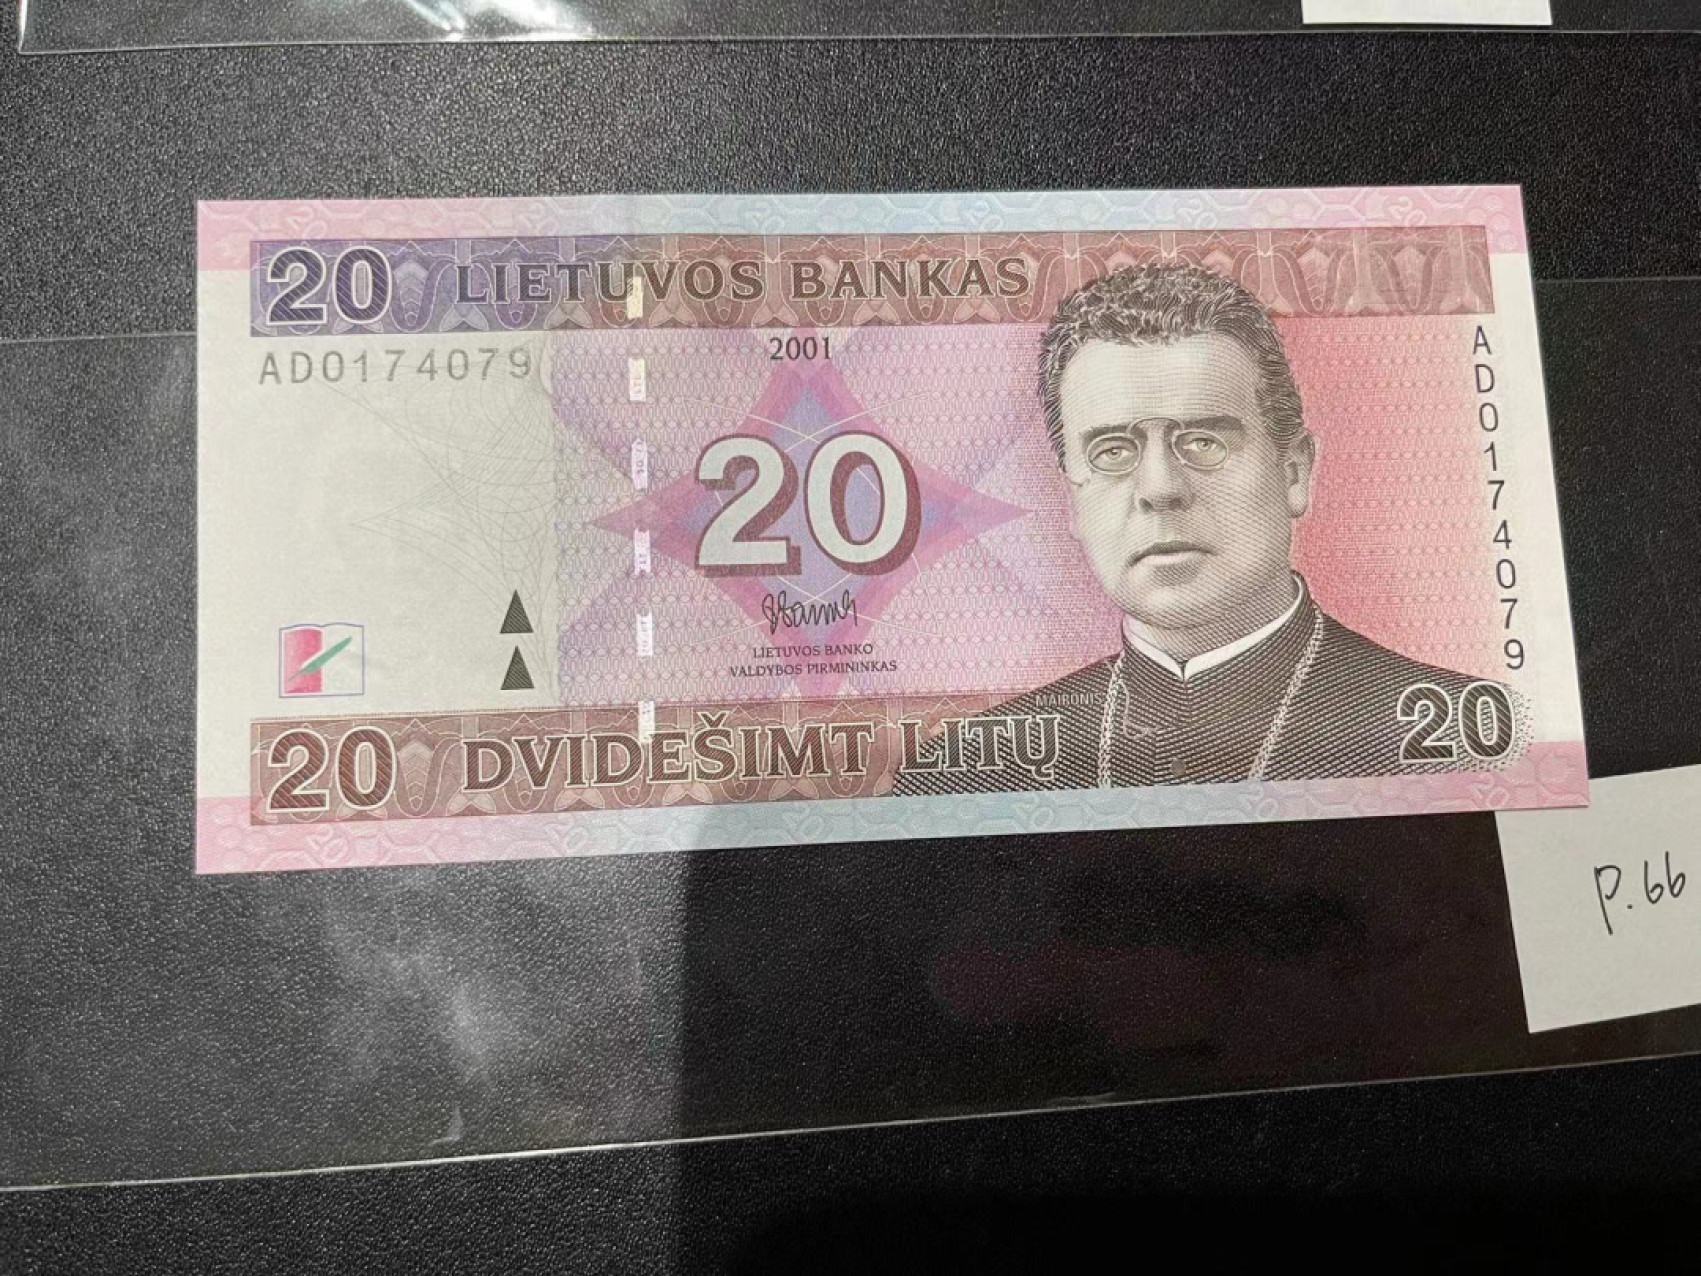 20 LIETUVOS BANKAS
AD0174079
2001
AD0174079
20
LIETUVOS BANKO
VALDYBOS PIRMININKAS
MAIRONIS
20 DVIDEŠIMT LITŲ 20
P.66